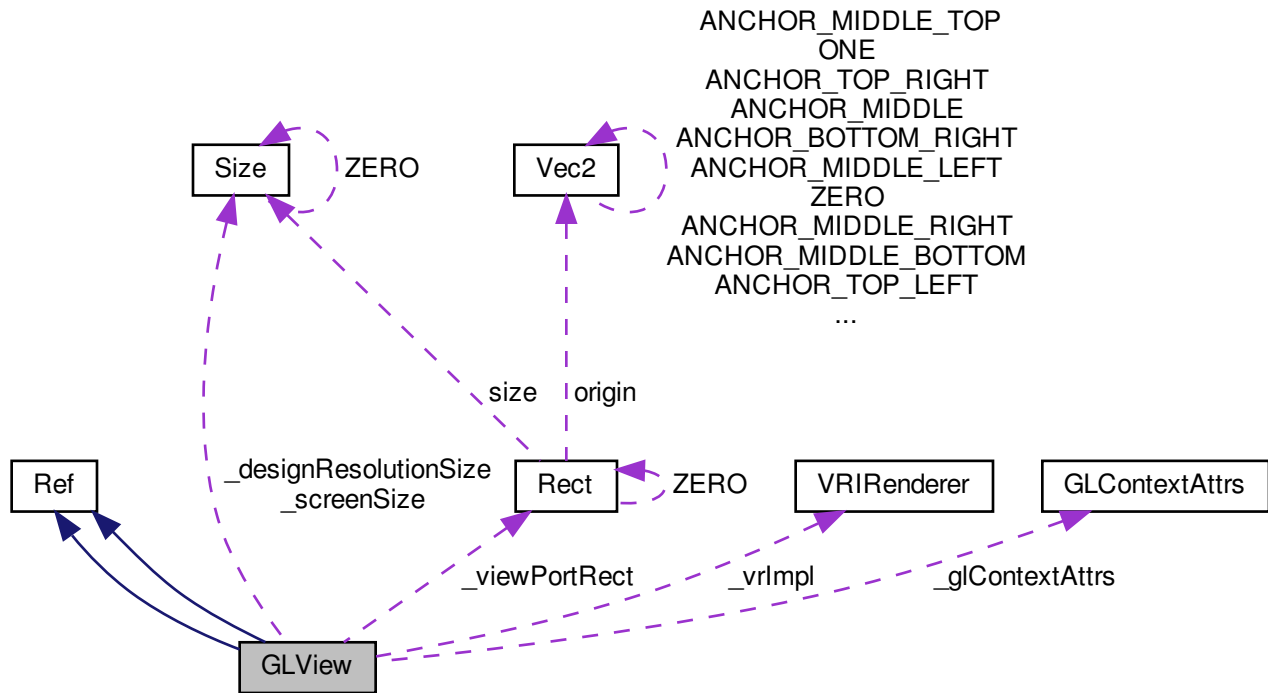 ANCHOR_MIDDLE_TOP
ONE
ANCHOR_TOP_RIGHT
ANCHOR_MIDDLE
ANCHOR_BOTTOM_RIGHT
ANCHOR_MIDDLE_LEFT
ZERO
ANCHOR_MIDDLE_RIGHT
ANCHOR_MIDDLE_BOTTOM
ANCHOR_TOP_LEFT
...
Size
ZERO
Vec2
size
origin
_designResolutionSize
_screenSize
Ref
Rect
ZERO
VRIRenderer
GLContextAttrs
_viewPortRect
_vrImpl
_glContextAttrs
GLView